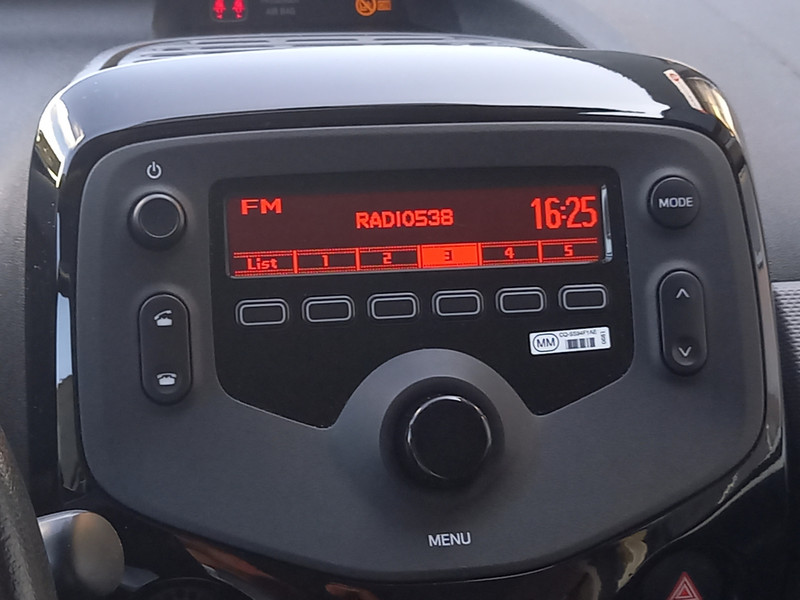 FM
RADIO538
16:25
List 1 2 3 4 5
MODE
MM
MENU